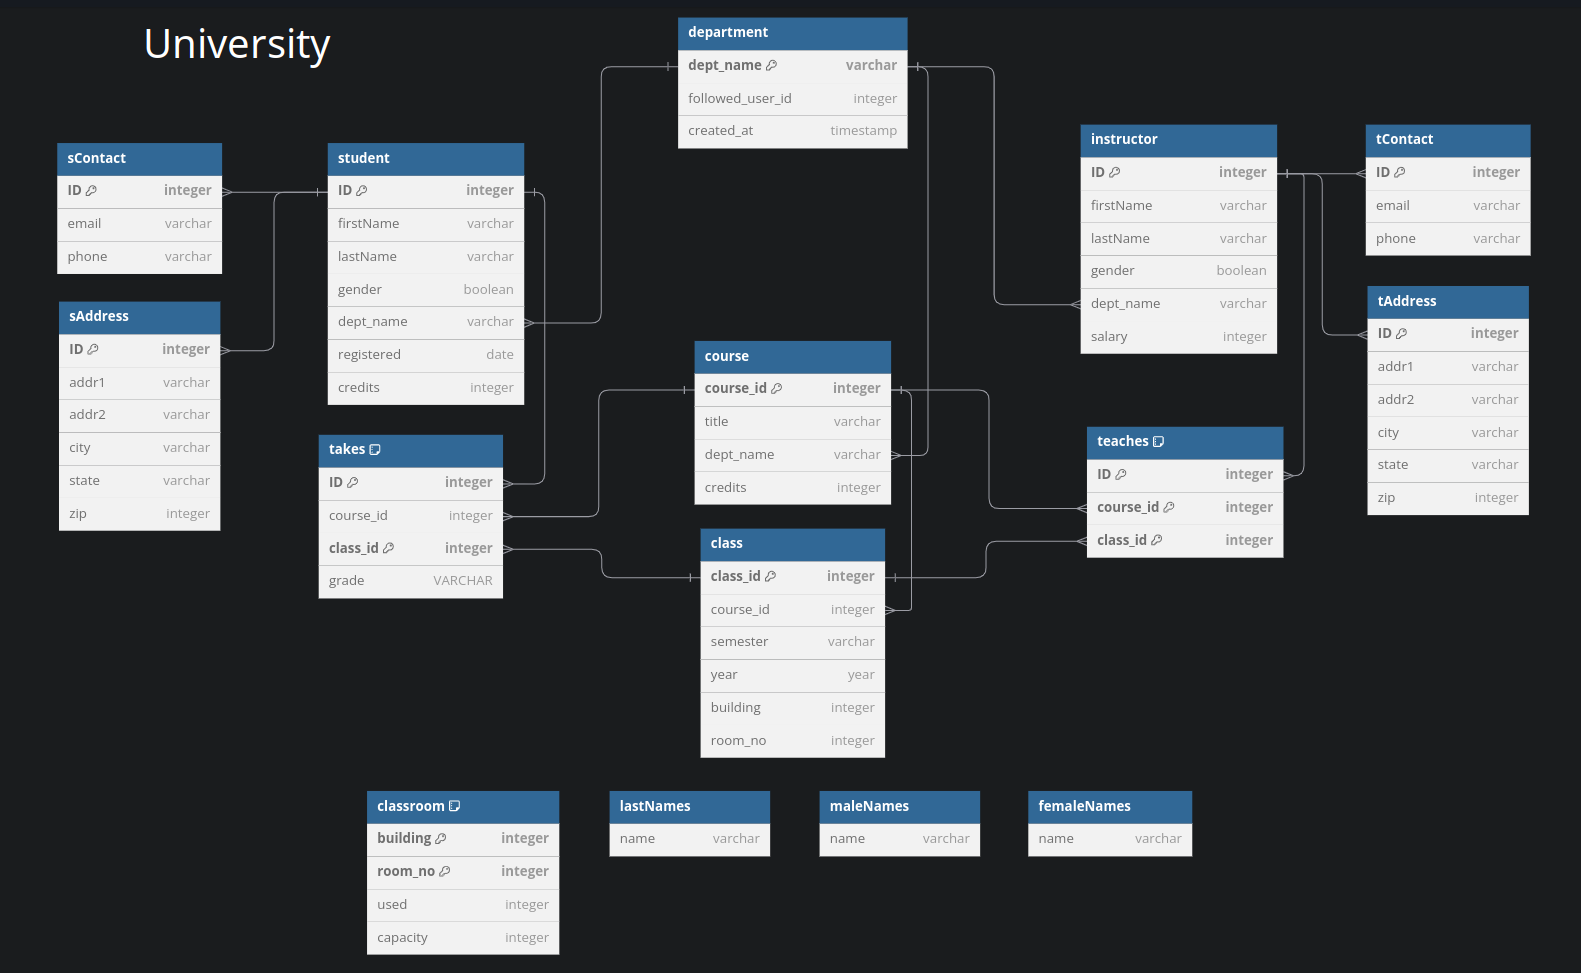 University
department
dept_name varchar
followed_user_id integer
created_at timestamp
sContact
ID integer
email varchar
phone varchar
student
ID integer
firstName varchar
lastName varchar
gender boolean
dept_name varchar
registered date
credits integer
instructor
ID integer
firstName varchar
lastName varchar
gender boolean
dept_name varchar
salary integer
tContact
ID integer
email varchar
phone varchar
sAddress
ID integer
addr1 varchar
addr2 varchar
city varchar
state varchar
zip integer
tAddress
ID integer
addr1 varchar
addr2 varchar
city varchar
state varchar
zip integer
course
course_id integer
title varchar
dept_name varchar
credits integer
takes
ID integer
course_id integer
class_id integer
grade VARCHAR
teaches
ID integer
course_id integer
class_id integer
class
class_id integer
course_id integer
semester varchar
year year
building integer
room_no integer
classroom
building integer
room_no integer
used integer
capacity integer
lastNames
name varchar
maleNames
name varchar
femaleNames
name varchar